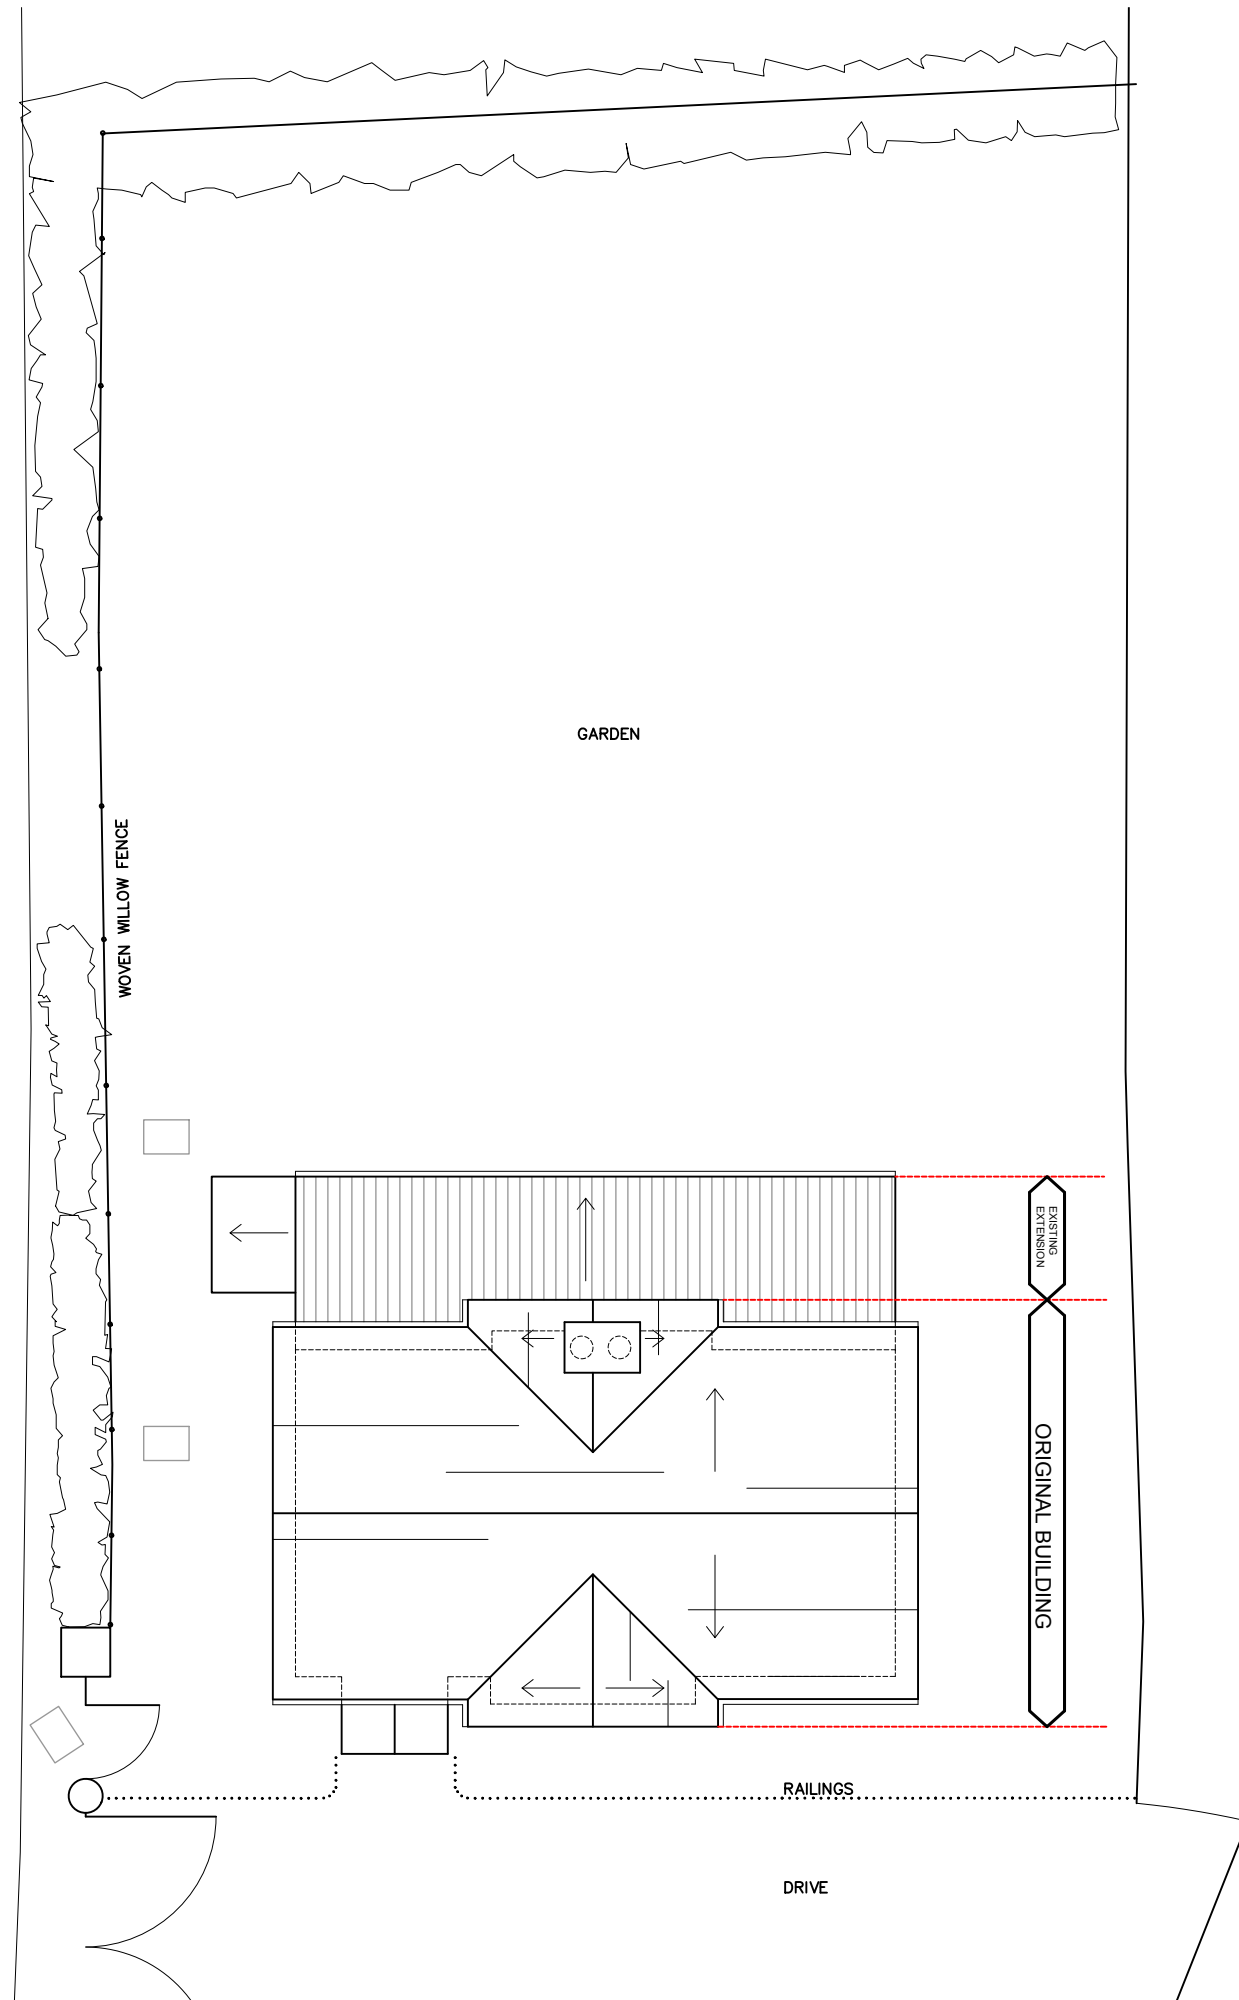 GARDEN
WOVEN WILLOW FENCE
EXISTING
EXTENSION
ORIGINAL BUILDING
RAILINGS
DRIVE